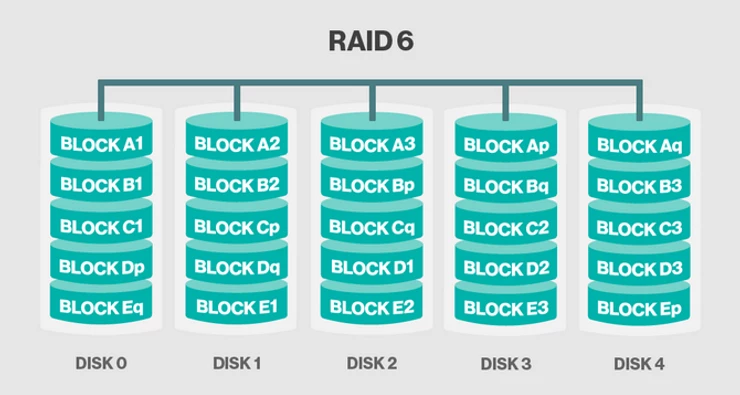 RAID 6
BLOCK A1 BLOCK A2 BLOCK A3 BLOCK Ap BLOCK Aq
BLOCK B1 BLOCK B2 BLOCK Bp BLOCK Bq BLOCK B3
BLOCK C1 BLOCK Cp BLOCK Cq BLOCK C2 BLOCK C3
BLOCK Dp BLOCK Dq BLOCK D1 BLOCK D2 BLOCK D3
BLOCK Eq BLOCK E1 BLOCK E2 BLOCK E3 BLOCK Ep
DISK 0 DISK 1 DISK 2 DISK 3 DISK 4